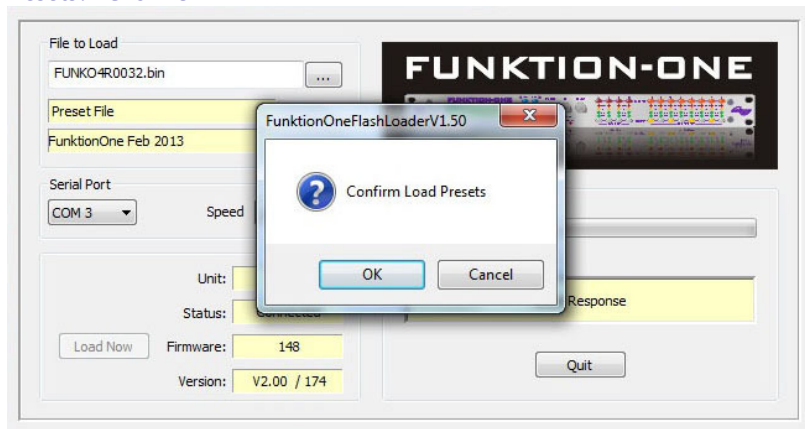 File to Load
FUNKO4R0032.bin
...
Preset File
FunktionOne Feb 2013
Serial Port
COM 3
Speed
Unit:
Status:
Connected
Load Now
Firmware:
148
Version:
V2.00 / 174
FUNKTION-ONE
FunktionOneFlashLoaderV1.50
Confirm Load Presets
OK
Cancel
Response
Quit